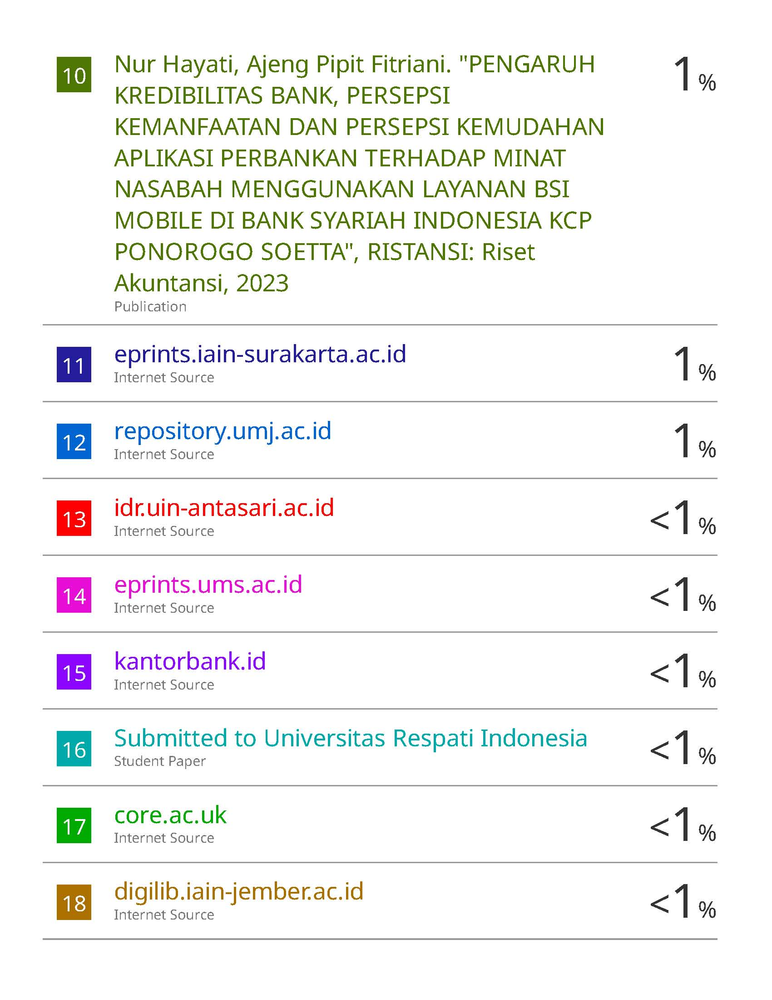 10 Nur Hayati, Ajeng Pipit Fitriani. "PENGARUH 1%
KREDIBILITAS BANK, PERSEPSI
KEMANFAATAN DAN PERSEPSI KEMUDAHAN
APLIKASI PERBANKAN TERHADAP MINAT
NASABAH MENGGUNAKAN LAYANAN BSI
MOBILE DI BANK SYARIAH INDONESIA KCP
PONOROGO SOETTA", RISTANSI: Riset
Akuntansi, 2023
Publication
11 eprints.iain-surakarta.ac.id 1%
Internet Source
12 repository.umj.ac.id 1%
Internet Source
13 idr.uin-antasari.ac.id <1%
Internet Source
14 eprints.ums.ac.id <1%
Internet Source
15 kantorbank.id <1%
Internet Source
16 Submitted to Universitas Respati Indonesia <1%
Student Paper
17 core.ac.uk <1%
Internet Source
18 digilib.iain-jember.ac.id <1%
Internet Source